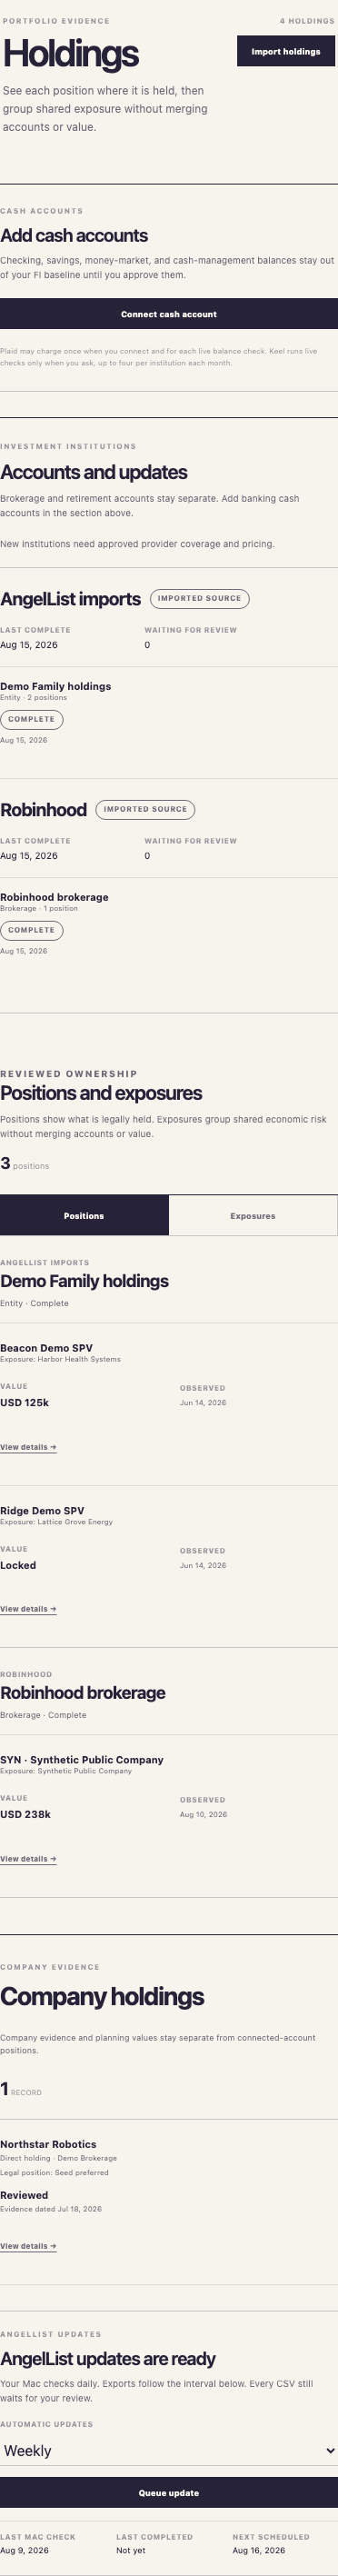 PORTFOLIO EVIDENCE
4 HOLDINGS
Holdings
Import holdings
See each position where it is held, then
group shared exposure without merging
accounts or value.
CASH ACCOUNTS
Add cash accounts
Checking, savings, money-market, and cash-management balances stay out
of your FI baseline until you approve them.
Connect cash account
Plaid may charge once when you connect and for each live balance check. Keel runs live
checks only when you ask, up to four per institution each month.
INVESTMENT INSTITUTIONS
Accounts and updates
Brokerage and retirement accounts stay separate. Add banking cash
accounts in the section above.
New institutions need approved provider coverage and pricing.
AngelList imports IMPORTED SOURCE
LAST COMPLETE WAITING FOR REVIEW
Aug 15, 2026 0
Demo Family holdings
Entity · 2 positions
COMPLETE
Aug 15, 2026
Robinhood IMPORTED SOURCE
LAST COMPLETE WAITING FOR REVIEW
Aug 15, 2026 0
Robinhood brokerage
Brokerage · 1 position
COMPLETE
Aug 15, 2026
REVIEWED OWNERSHIP
Positions and exposures
Positions show what is legally held. Exposures group shared economic risk
without merging accounts or value.
3 positions
Positions Exposures
ANGELLIST IMPORTS
Demo Family holdings
Entity · Complete
Beacon Demo SPV
Exposure: Harbor Health Systems
VALUE OBSERVED
USD 125k Jun 14, 2026
View details →
Ridge Demo SPV
Exposure: Lattice Grove Energy
VALUE OBSERVED
Locked Jun 14, 2026
View details →
ROBINHOOD
Robinhood brokerage
Brokerage · Complete
SYN · Synthetic Public Company
Exposure: Synthetic Public Company
VALUE OBSERVED
USD 238k Aug 10, 2026
View details →
COMPANY EVIDENCE
Company holdings
Company evidence and planning values stay separate from connected-account
positions.
1 RECORD
Northstar Robotics
Direct holding · Demo Brokerage
Legal position: Seed preferred
Reviewed
Evidence dated Jul 18, 2026
View details →
ANGELLIST UPDATES
AngelList updates are ready
Your Mac checks daily. Exports follow the interval below. Every CSV still
waits for your review.
AUTOMATIC UPDATES
Weekly
Queue update
LAST MAC CHECK LAST COMPLETED NEXT SCHEDULED
Aug 9, 2026 Not yet Aug 16, 2026